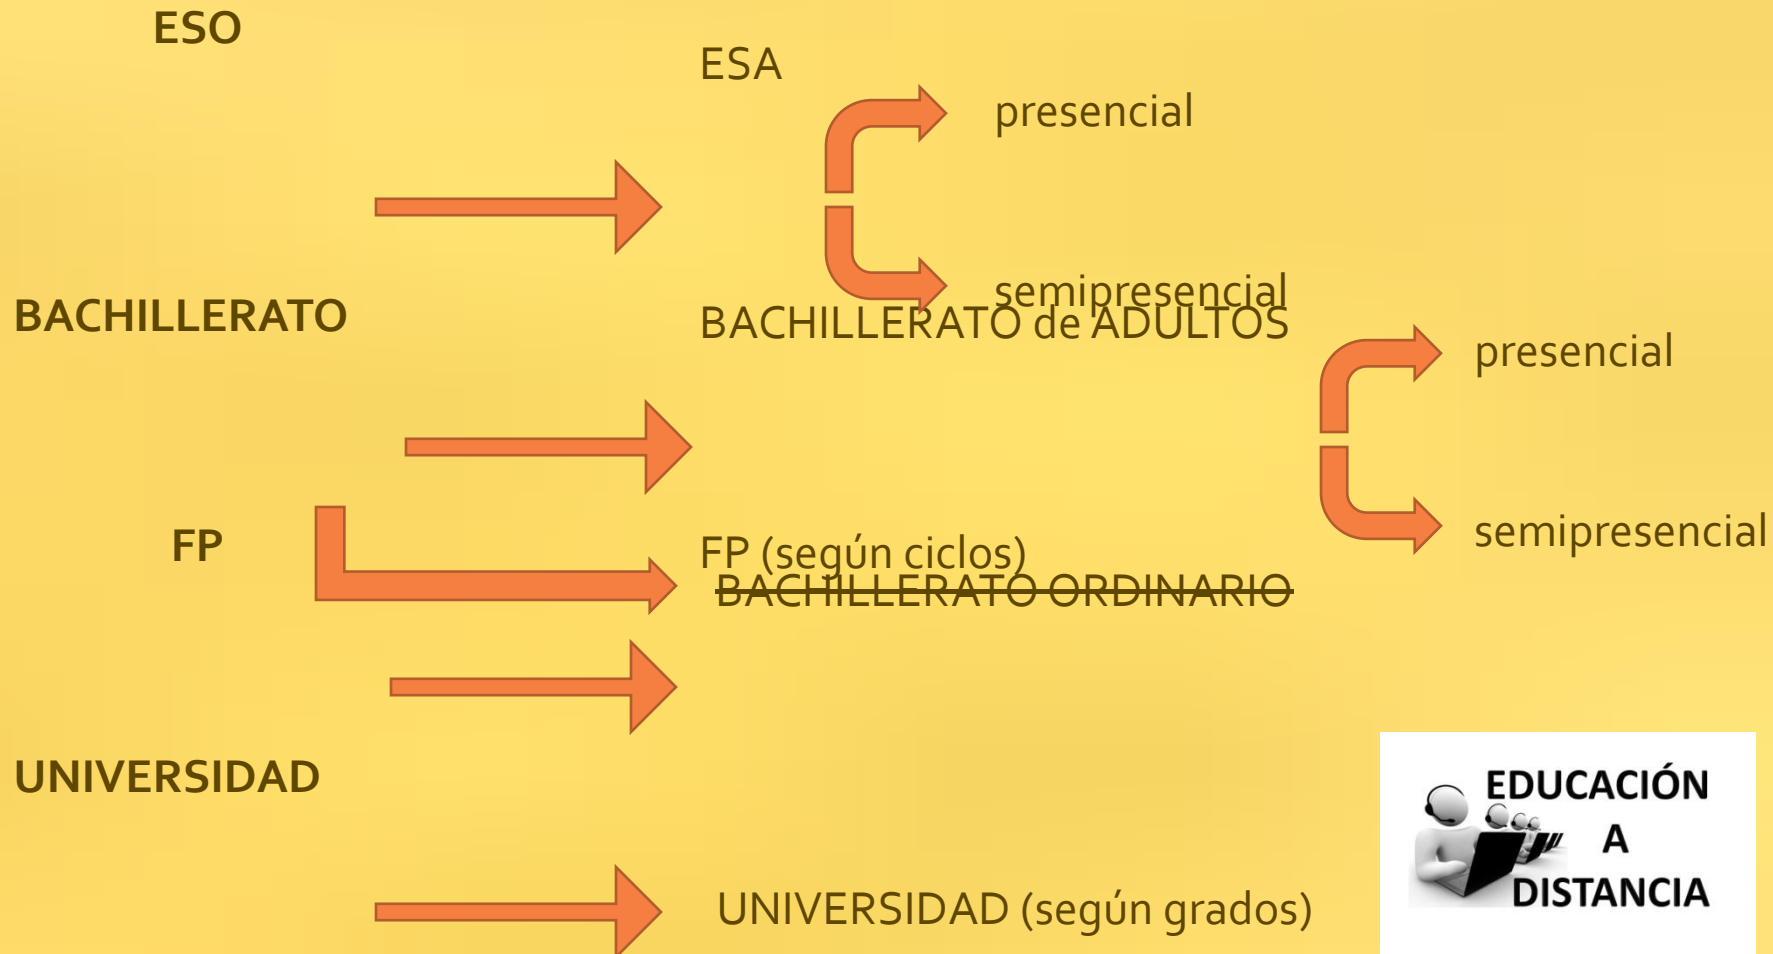 ESO
ESA
presencial
semipresencial
BACHILLERATO
BACHILLERATO de ADULTOS
presencial
semipresencial
FP
FP (según ciclos)
BACHILLERATO ORDINARIO
UNIVERSIDAD
UNIVERSIDAD (según grados)
EDUCACIÓN
A
DISTANCIA